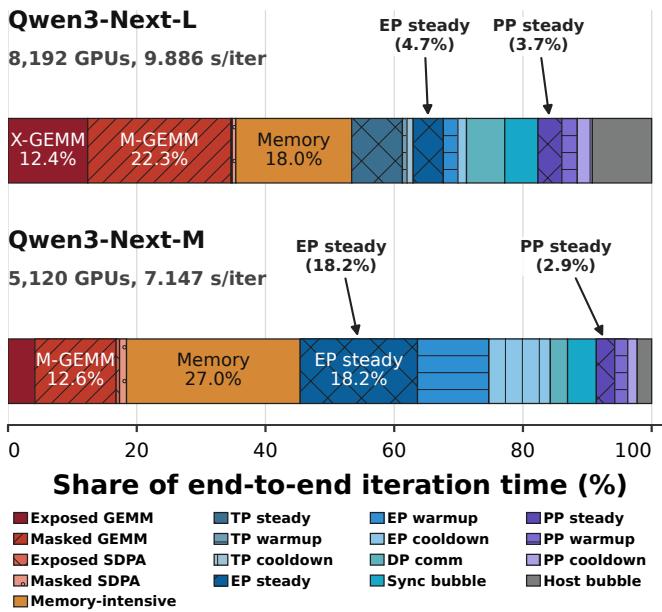 Qwen3-Next-L
8,192 GPUs, 9.886 s/iter
EP steady
(4.7%)
PP steady
(3.7%)
X-GEMM
12.4%
M-GEMM
22.3%
Memory
18.0%
Qwen3-Next-M
5,120 GPUs, 7.147 s/iter
EP steady
(18.2%)
PP steady
(2.9%)
M-GEMM
12.6%
Memory
27.0%
EP steady
18.2%
0 20 40 60 80 100
Share of end-to-end iteration time (%)
Exposed GEMM
Masked GEMM
Exposed SDPA
Masked SDPA
Memory-intensive
TP steady
TP warmup
TP cooldown
EP steady
EP warmup
EP cooldown
DP comm
Sync bubble
PP steady
PP warmup
PP cooldown
Host bubble